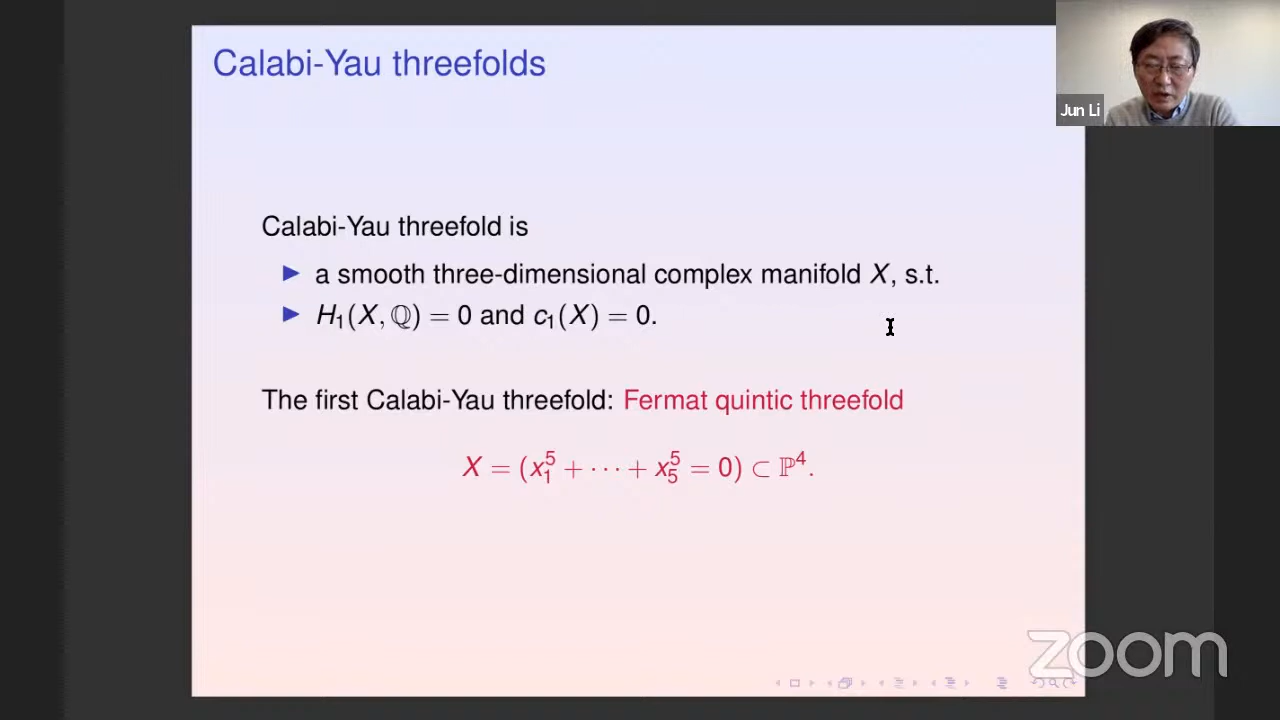 Calabi-Yau threefolds
Jun Li
Calabi-Yau threefold is
▶ a smooth three-dimensional complex manifold X, s.t.
▶ H₁(X, ℚ) = 0 and c₁(X) = 0.
The first Calabi-Yau threefold: Fermat quintic threefold
X = (x₁⁵ + ⋯ + x₅⁵ = 0) ⊂ ℙ⁴.
zoom